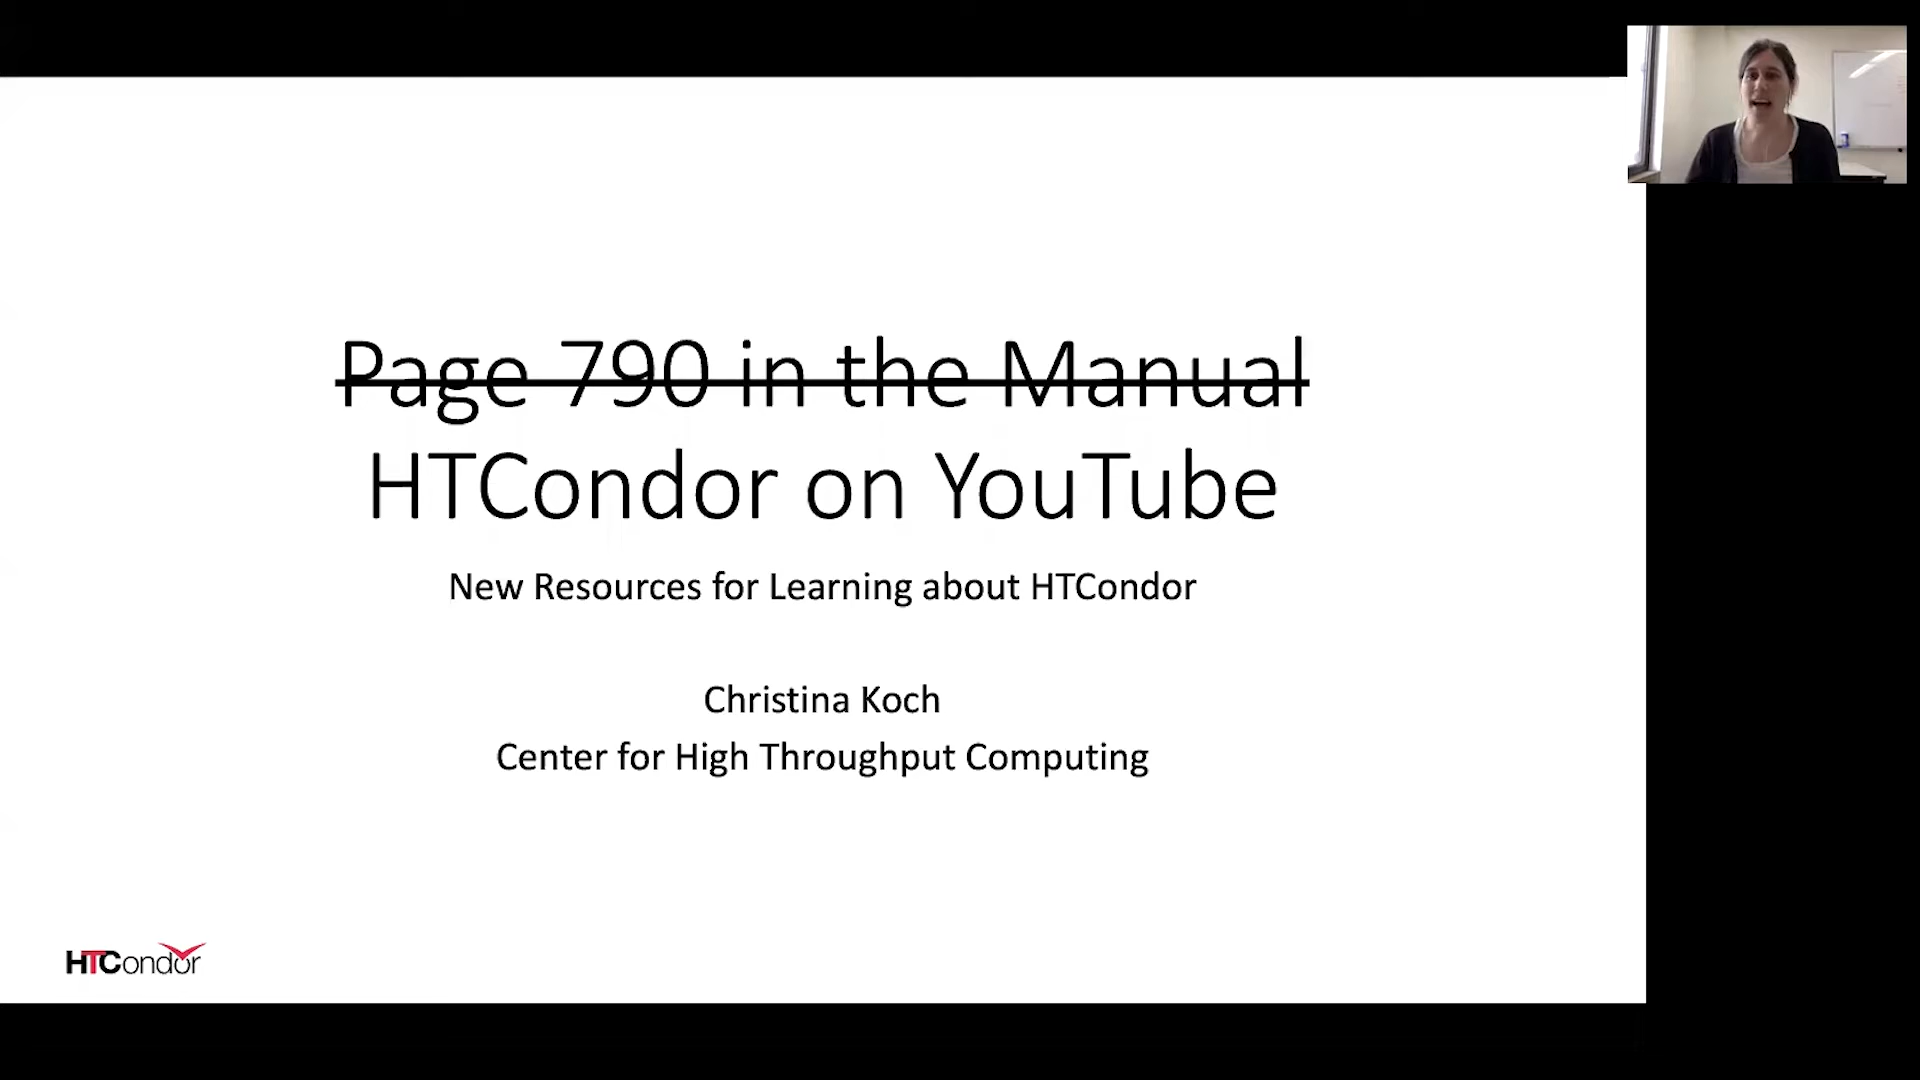 Page 790 in the Manual
HTCondor on YouTube
New Resources for Learning about HTCondor
Christina Koch
Center for High Throughput Computing
HTCondor